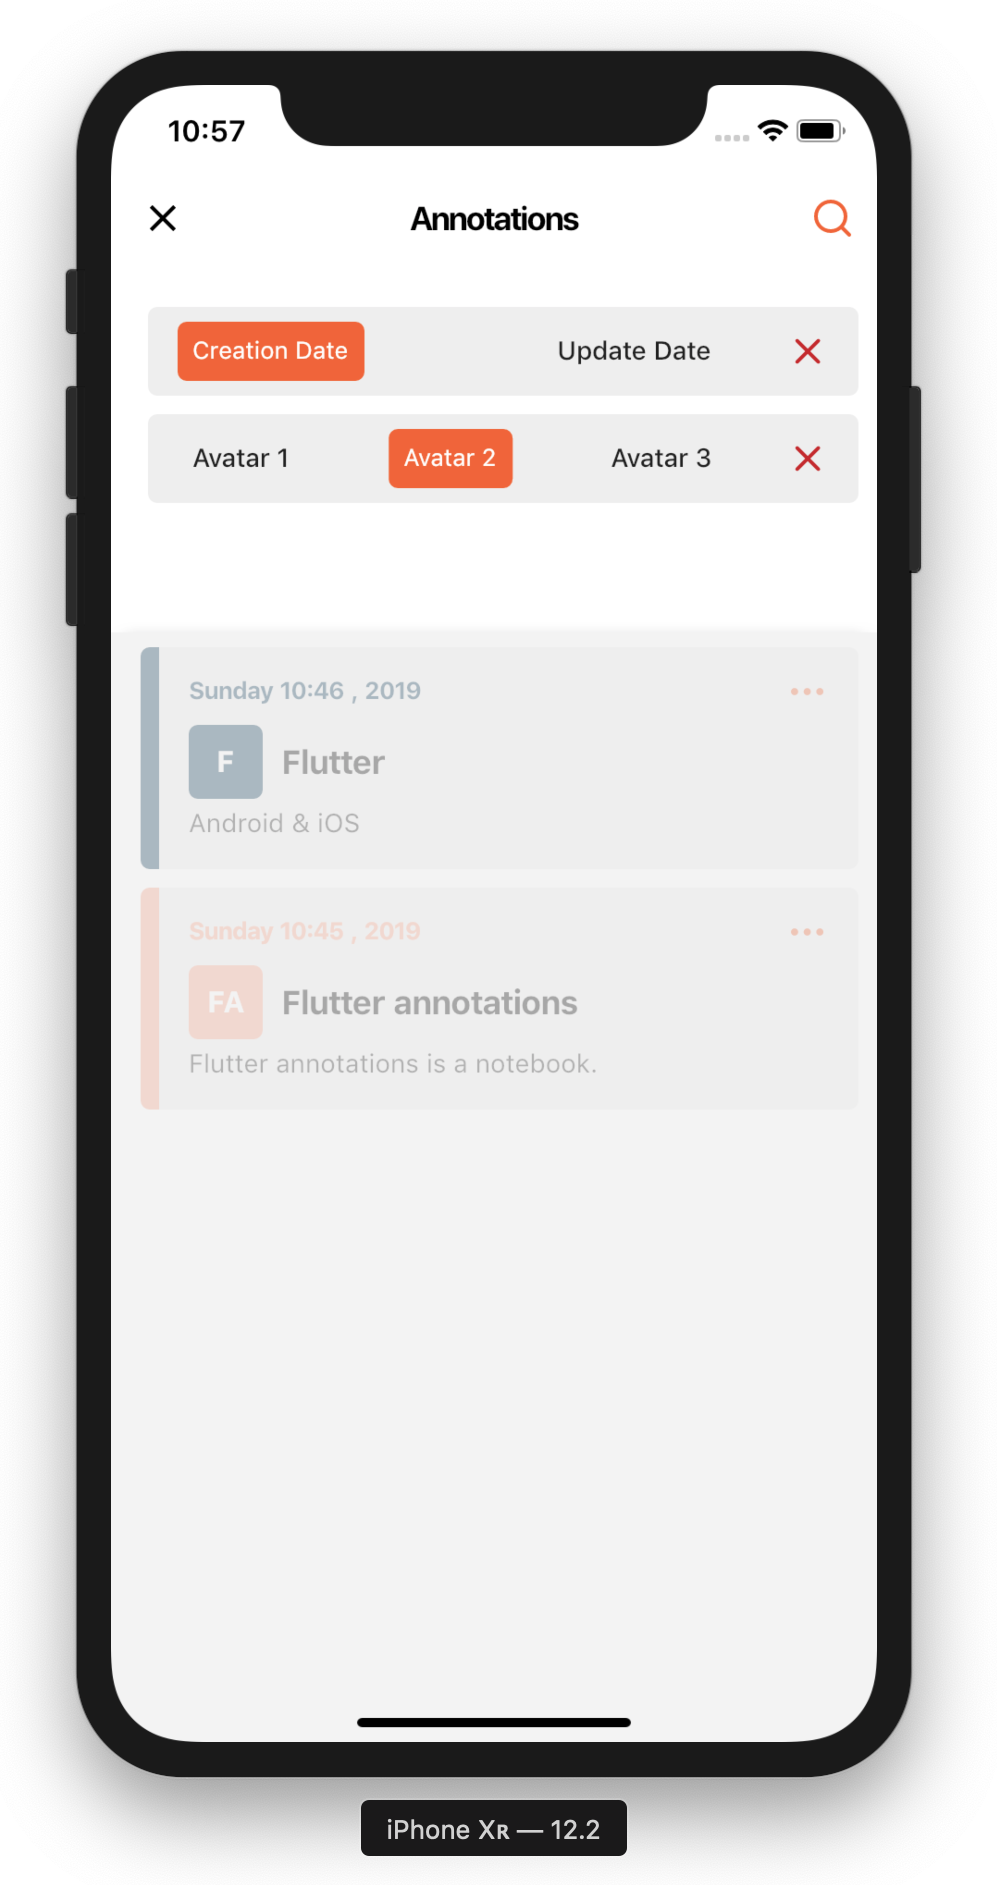 10:57
Annotations
Creation Date Update Date
Avatar 1 Avatar 2 Avatar 3
Sunday 10:46 , 2019
F Flutter
Android & iOS
Sunday 10:45 , 2019
FA Flutter annotations
Flutter annotations is a notebook.
iPhone Xʀ — 12.2